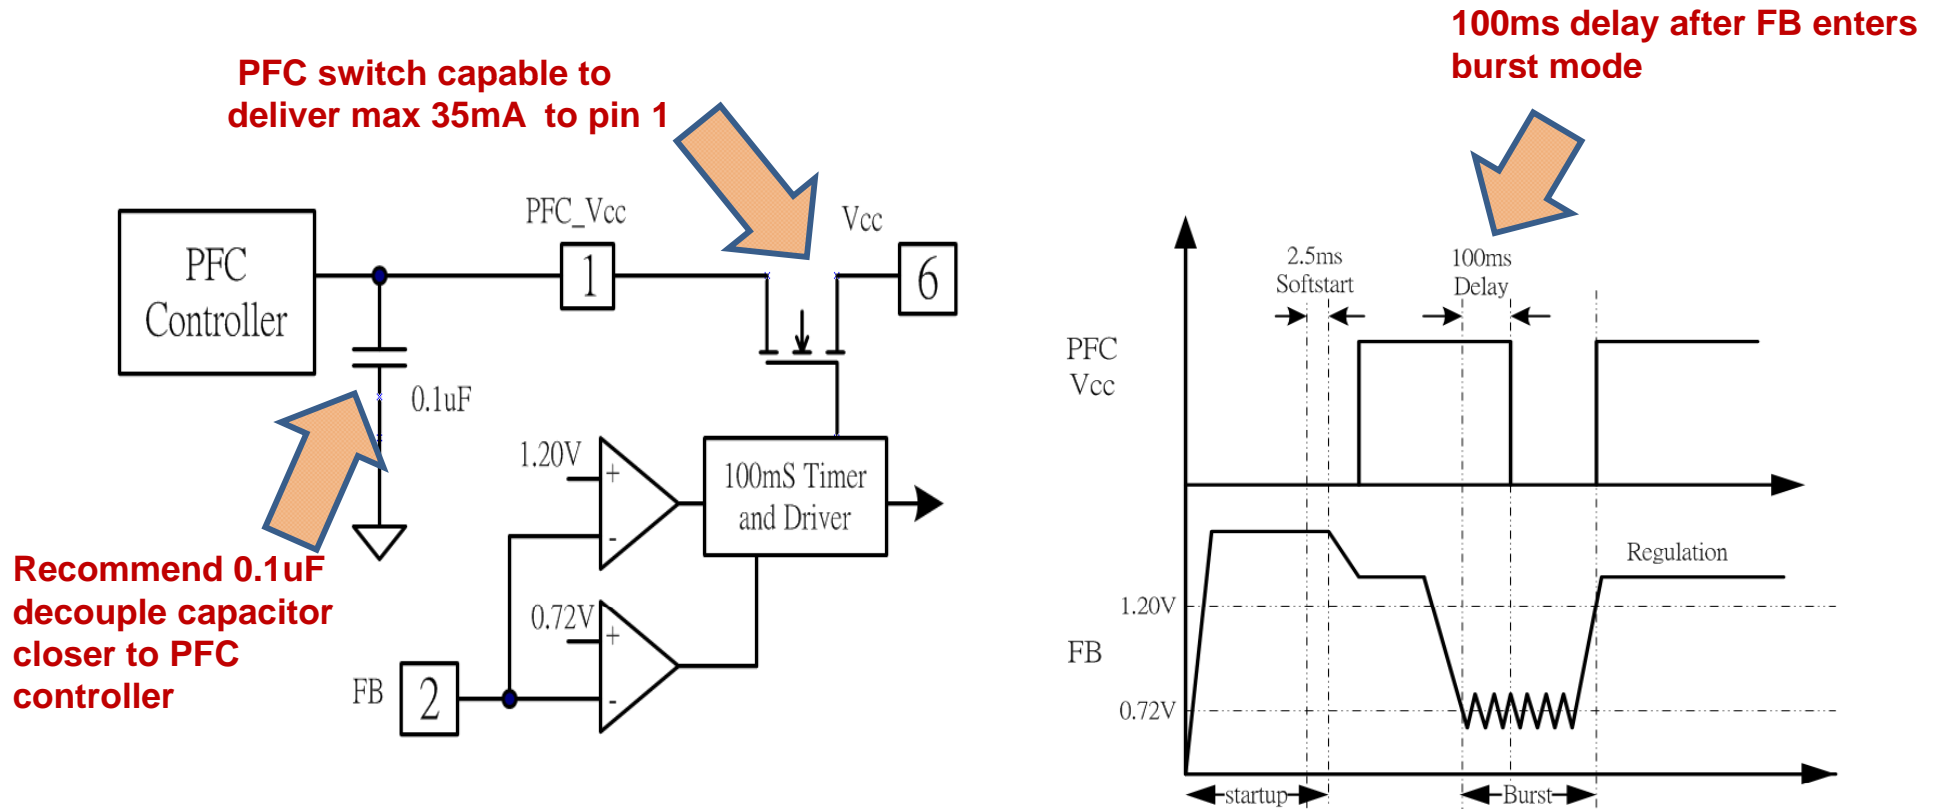 PFC switch capable to
deliver max 35mA  to pin 1
100ms delay after FB enters
burst mode
PFC
Controller
PFC_Vcc
1
Vcc
6
0.1uF
1.20V
+
-
100mS Timer
and Driver
0.72V
+
-
FB
2
Recommend 0.1uF
decouple capacitor
closer to PFC
controller
2.5ms
Softstart
100ms
Delay
PFC
Vcc
Regulation
1.20V
FB
0.72V
startup
Burst